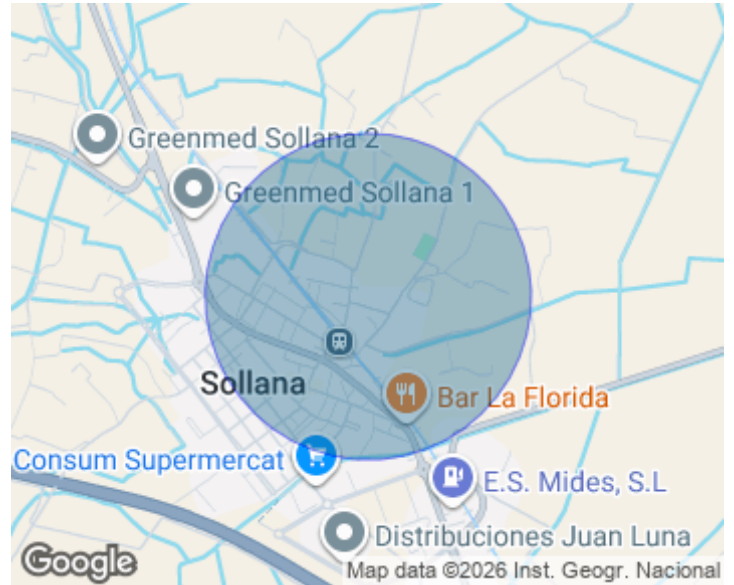 Greenmed Sollana 2
Greenmed Sollana 1
Sollana
Bar La Florida
Consum Supermercat
E.S. Mides, S.L
Distribuciones Juan Luna
Google
Map data ©2026 Inst. Geogr. Nacional